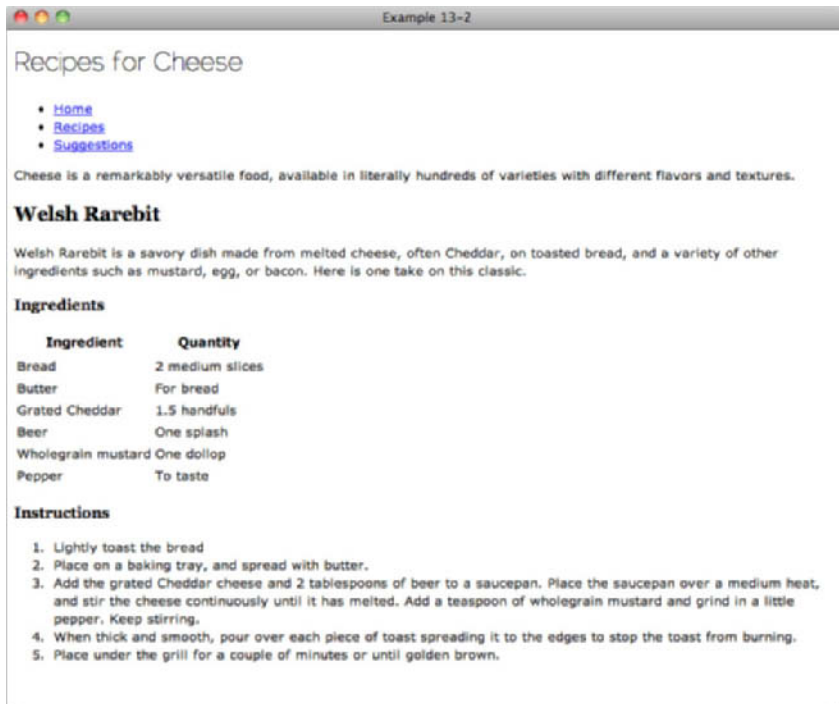 Example 13-2
Recipes for Cheese
• Home
• Recipes
• Suggestions
Cheese is a remarkably versatile food, available in literally hundreds of varieties with different flavors and textures.
Welsh Rarebit
Welsh Rarebit is a savory dish made from melted cheese, often Cheddar, on toasted bread, and a variety of other
ingredients such as mustard, egg, or bacon. Here is one take on this classic.
Ingredients
Ingredient Quantity
Bread 2 medium slices
Butter For bread
Grated Cheddar 1.5 handfuls
Beer One splash
Wholegrain mustard One dollop
Pepper To taste
Instructions
1. Lightly toast the bread
2. Place on a baking tray, and spread with butter.
3. Add the grated Cheddar cheese and 2 tablespoons of beer to a saucepan. Place the saucepan over a medium heat,
and stir the cheese continuously until it has melted. Add a teaspoon of wholegrain mustard and grind in a little
pepper. Keep stirring.
4. When thick and smooth, pour over each piece of toast spreading it to the edges to stop the toast from burning.
5. Place under the grill for a couple of minutes or until golden brown.